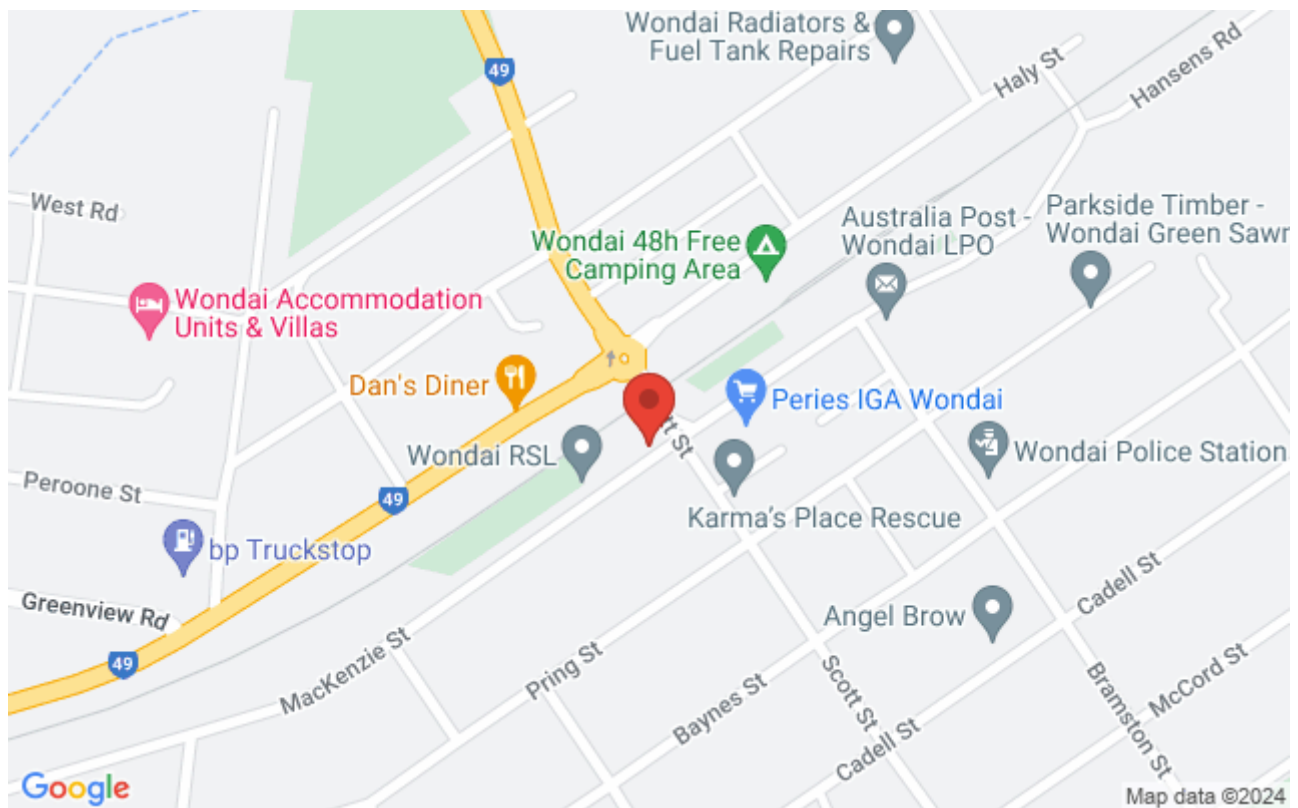 Wondai Radiators &
Fuel Tank Repairs
49
Haly St
Hansens Rd
West Rd
Wondai 48h Free
Camping Area
Australia Post -
Wondai LPO
Parkside Timber -
Wondai Green Sawn
Wondai Accommodation
Units & Villas
Dan's Diner
Peries IGA Wondai
Wondai RSL
Wondai Police Station
Peroone St
49
Karma's Place Rescue
bp Truckstop
Greenview Rd
49
MacKenzie St
Pring St
Angel Brow
Cadell St
Scott St
Baynes St
Bramston St
McCord St
Cadell St
Google
Map data ©2024